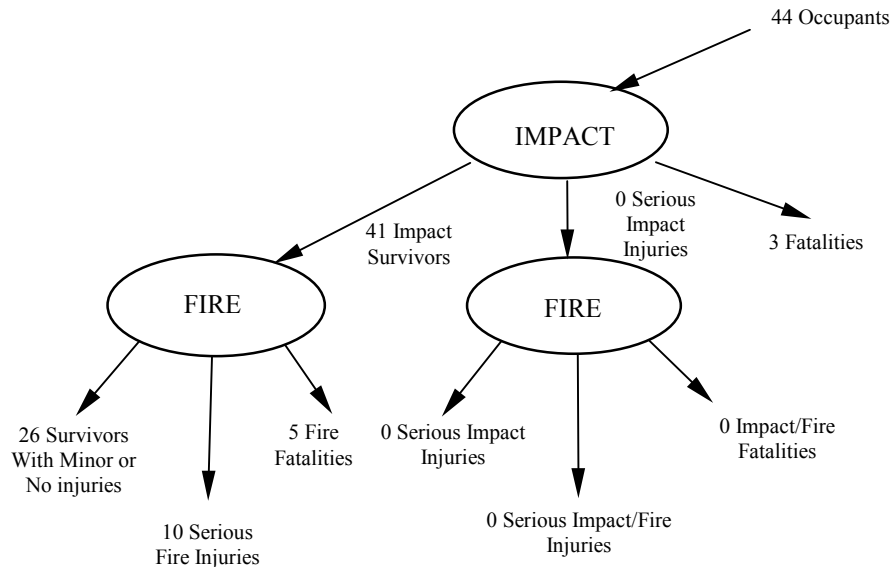 44 Occupants
IMPACT
41 Impact
Survivors
0 Serious
Impact
Injuries
3 Fatalities
FIRE
FIRE
26 Survivors
With Minor or
No injuries
5 Fire
Fatalities
0 Serious Impact
Injuries
0 Impact/Fire
Fatalities
10 Serious
Fire Injuries
0 Serious Impact/Fire
Injuries